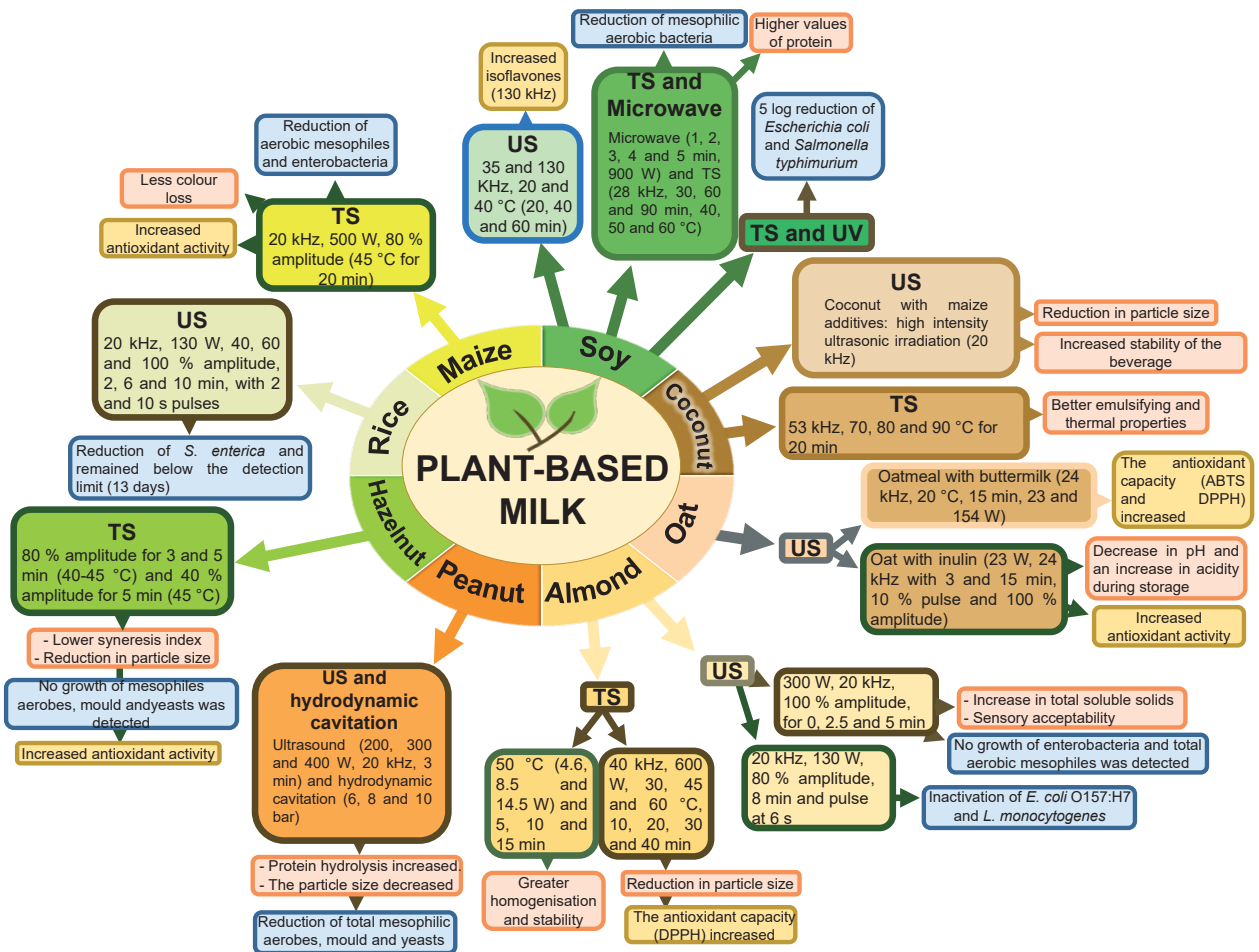 PLANT-BASED
MILK
Soy
Coconut
Oat
Almond
Peanut
Hazelnut
Rice
Maize
Increased
isoflavones
(130 kHz)
US
35 and 130
KHz, 20 and
40 °C (20, 40
and 60 min)
Reduction of mesophilic
aerobic bacteria
Higher values
of protein
TS and
Microwave
Microwave (1, 2,
3, 4 and 5 min,
900 W) and TS
(28 kHz, 30, 60
and 90 min, 40,
50 and 60 °C)
5 log reduction of
Escherichia coli
and Salmonella
typhimurium
TS and UV
US
Coconut with maize
additives: high intensity
ultrasonic irradiation (20
kHz)
Reduction in particle size
Increased stability of the
beverage
TS
53 kHz, 70, 80 and 90 °C for
20 min
Better emulsifying and
thermal properties
US
Oatmeal with buttermilk (24
kHz, 20 °C, 15 min, 23 and
154 W)
The antioxidant
capacity (ABTS
and DPPH)
increased
Oat with inulin (23 W, 24
kHz with 3 and 15 min,
10 % pulse and 100 %
amplitude)
Decrease in pH and
an increase in acidity
during storage
Increased
antioxidant activity
US
300 W, 20 kHz,
100 % amplitude,
for 0, 2.5 and 5 min
- Increase in total soluble solids
- Sensory acceptability
No growth of enterobacteria and total
aerobic mesophiles was detected
20 kHz, 130 W,
80 % amplitude,
8 min and pulse
at 6 s
Inactivation of E. coli O157:H7
and L. monocytogenes
TS
50 °C (4.6,
8.5 and
14.5 W) and
5, 10 and
15 min
Greater
homogenisation
and stability
40 kHz, 600
W, 30, 45
and 60 °C,
10, 20, 30
and 40 min
Reduction in particle size
The antioxidant capacity
(DPPH) increased
US and
hydrodynamic
cavitation
Ultrasound (200, 300
and 400 W, 20 kHz, 3
min) and hydrodynamic
cavitation (6, 8 and 10
bar)
- Protein hydrolysis increased.
- The particle size decreased
Reduction of total mesophilic
aerobes, mould and yeasts
TS
80 % amplitude for 3 and 5
min (40-45 °C) and 40 %
amplitude for 5 min (45 °C)
- Lower syneresis index
- Reduction in particle size
No growth of mesophiles
aerobes, mould andyeasts was
detected
Increased antioxidant activity
US
20 kHz, 130 W, 40, 60
and 100 % amplitude,
2, 6 and 10 min, with 2
and 10 s pulses
Reduction of S. enterica and
remained below the detection
limit (13 days)
Reduction of
aerobic mesophiles
and enterobacteria
Less colour
loss
Increased
antioxidant activity
TS
20 kHz, 500 W, 80 %
amplitude (45 °C for
20 min)